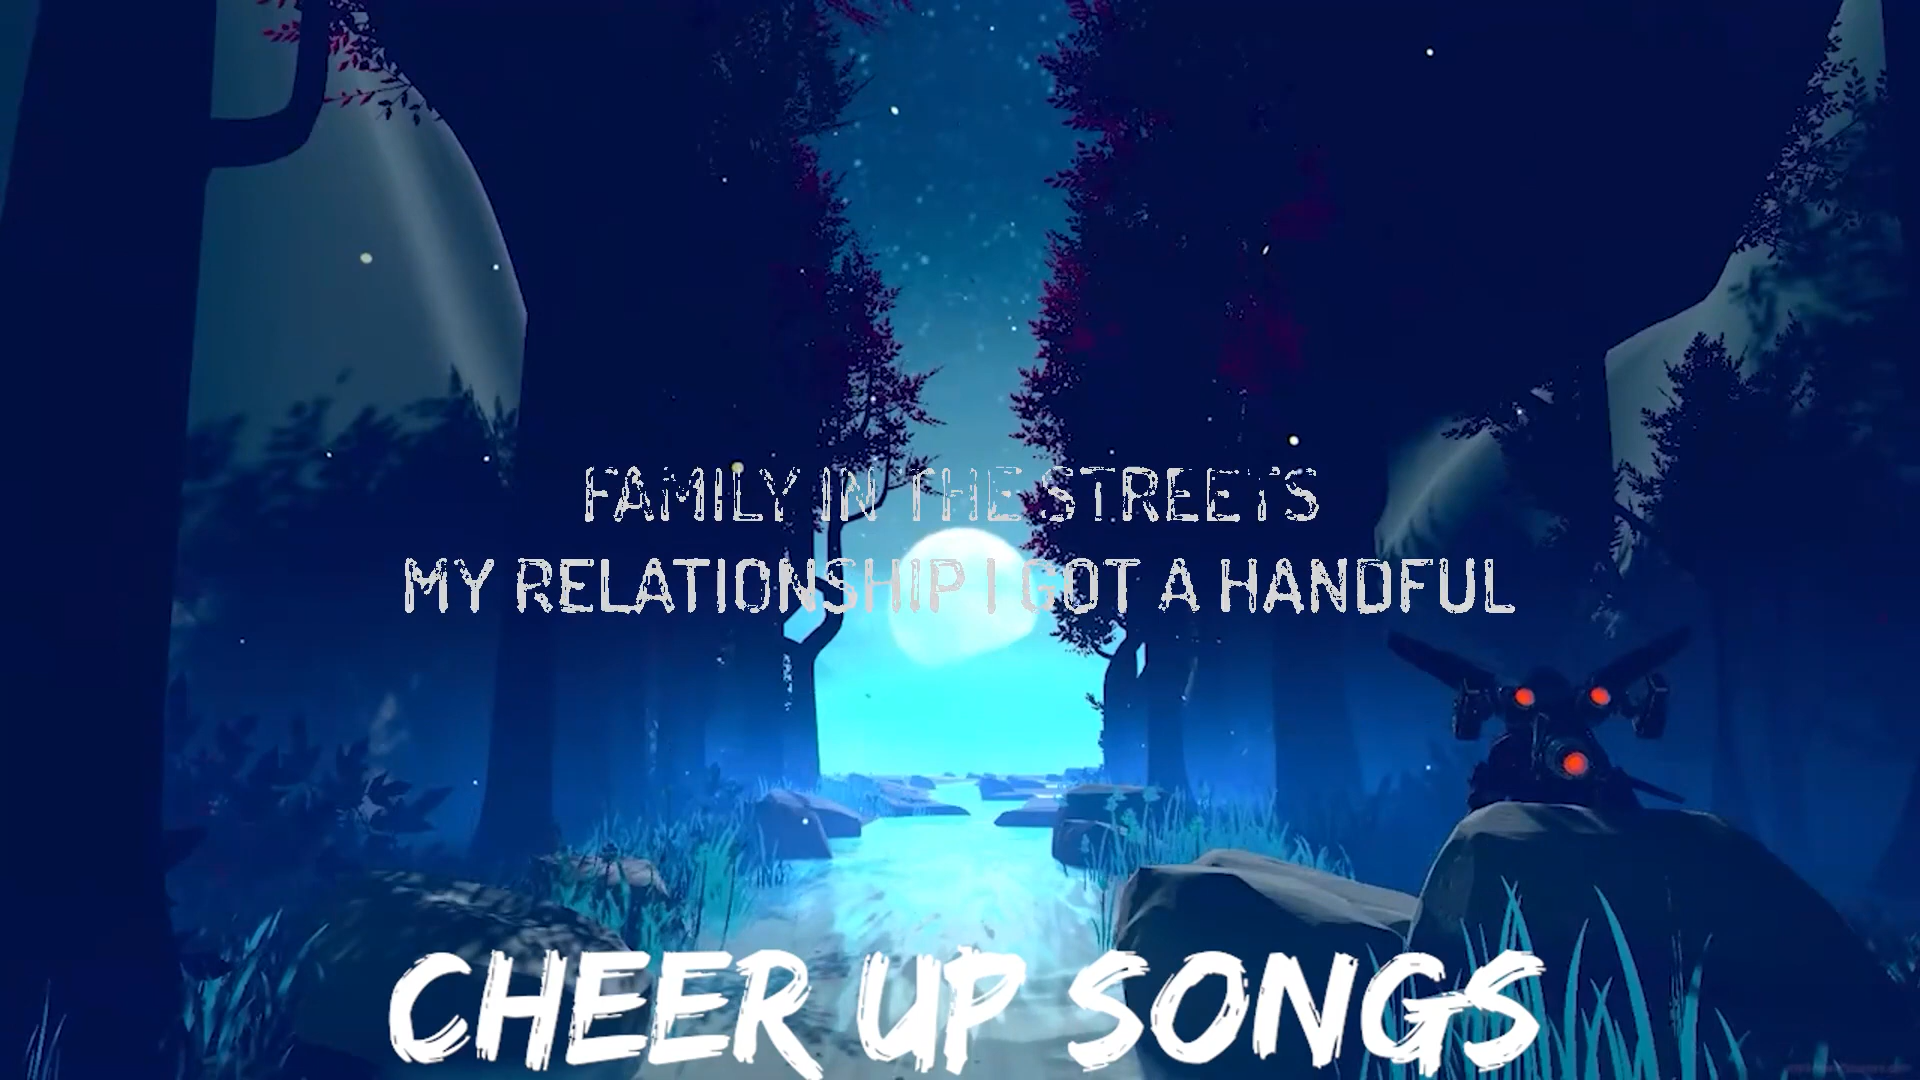 FAMILY IN THE STREETS
MY RELATIONSHIP I GOT A HANDFUL
CHEER UP SONGS